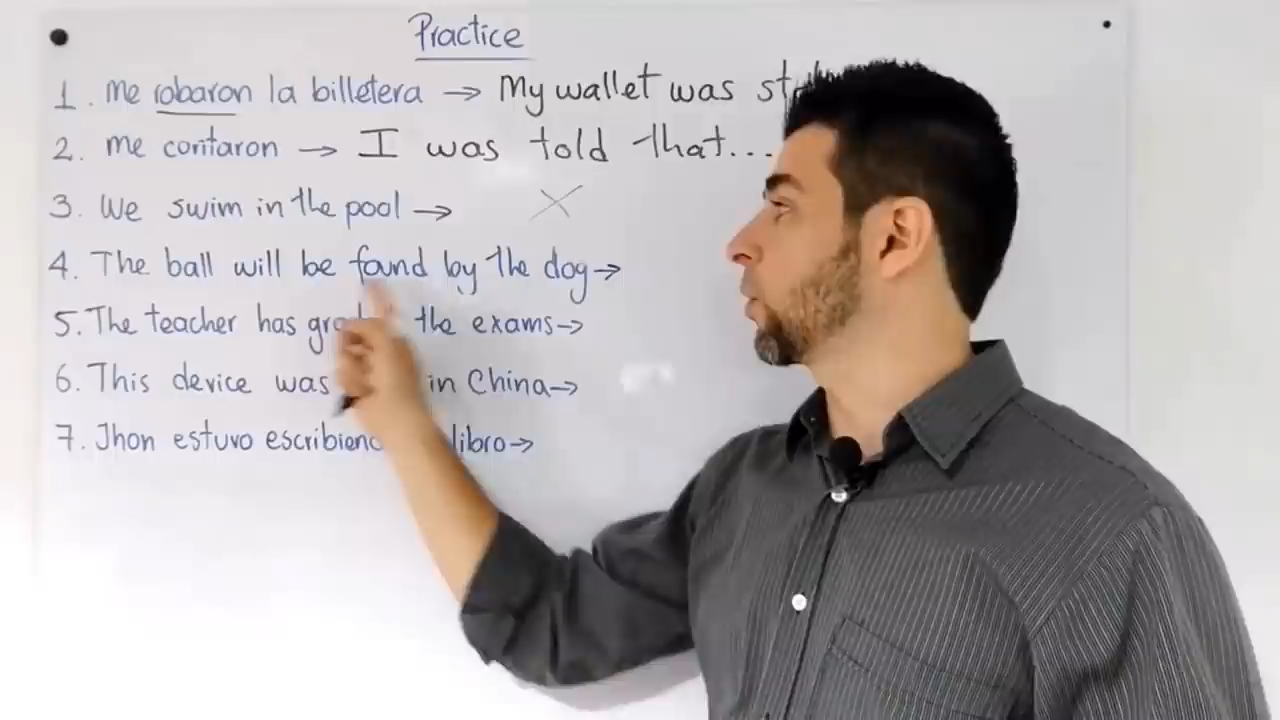 Practice
1. Me robaron la billetera → My wallet was
2. Me contaron → I was told that...
3. We swim in the pool → X
4. The ball will be found by the dog →
5. The teacher has the exams →
6. This device was in China →
7. Jhon estuvo libro →